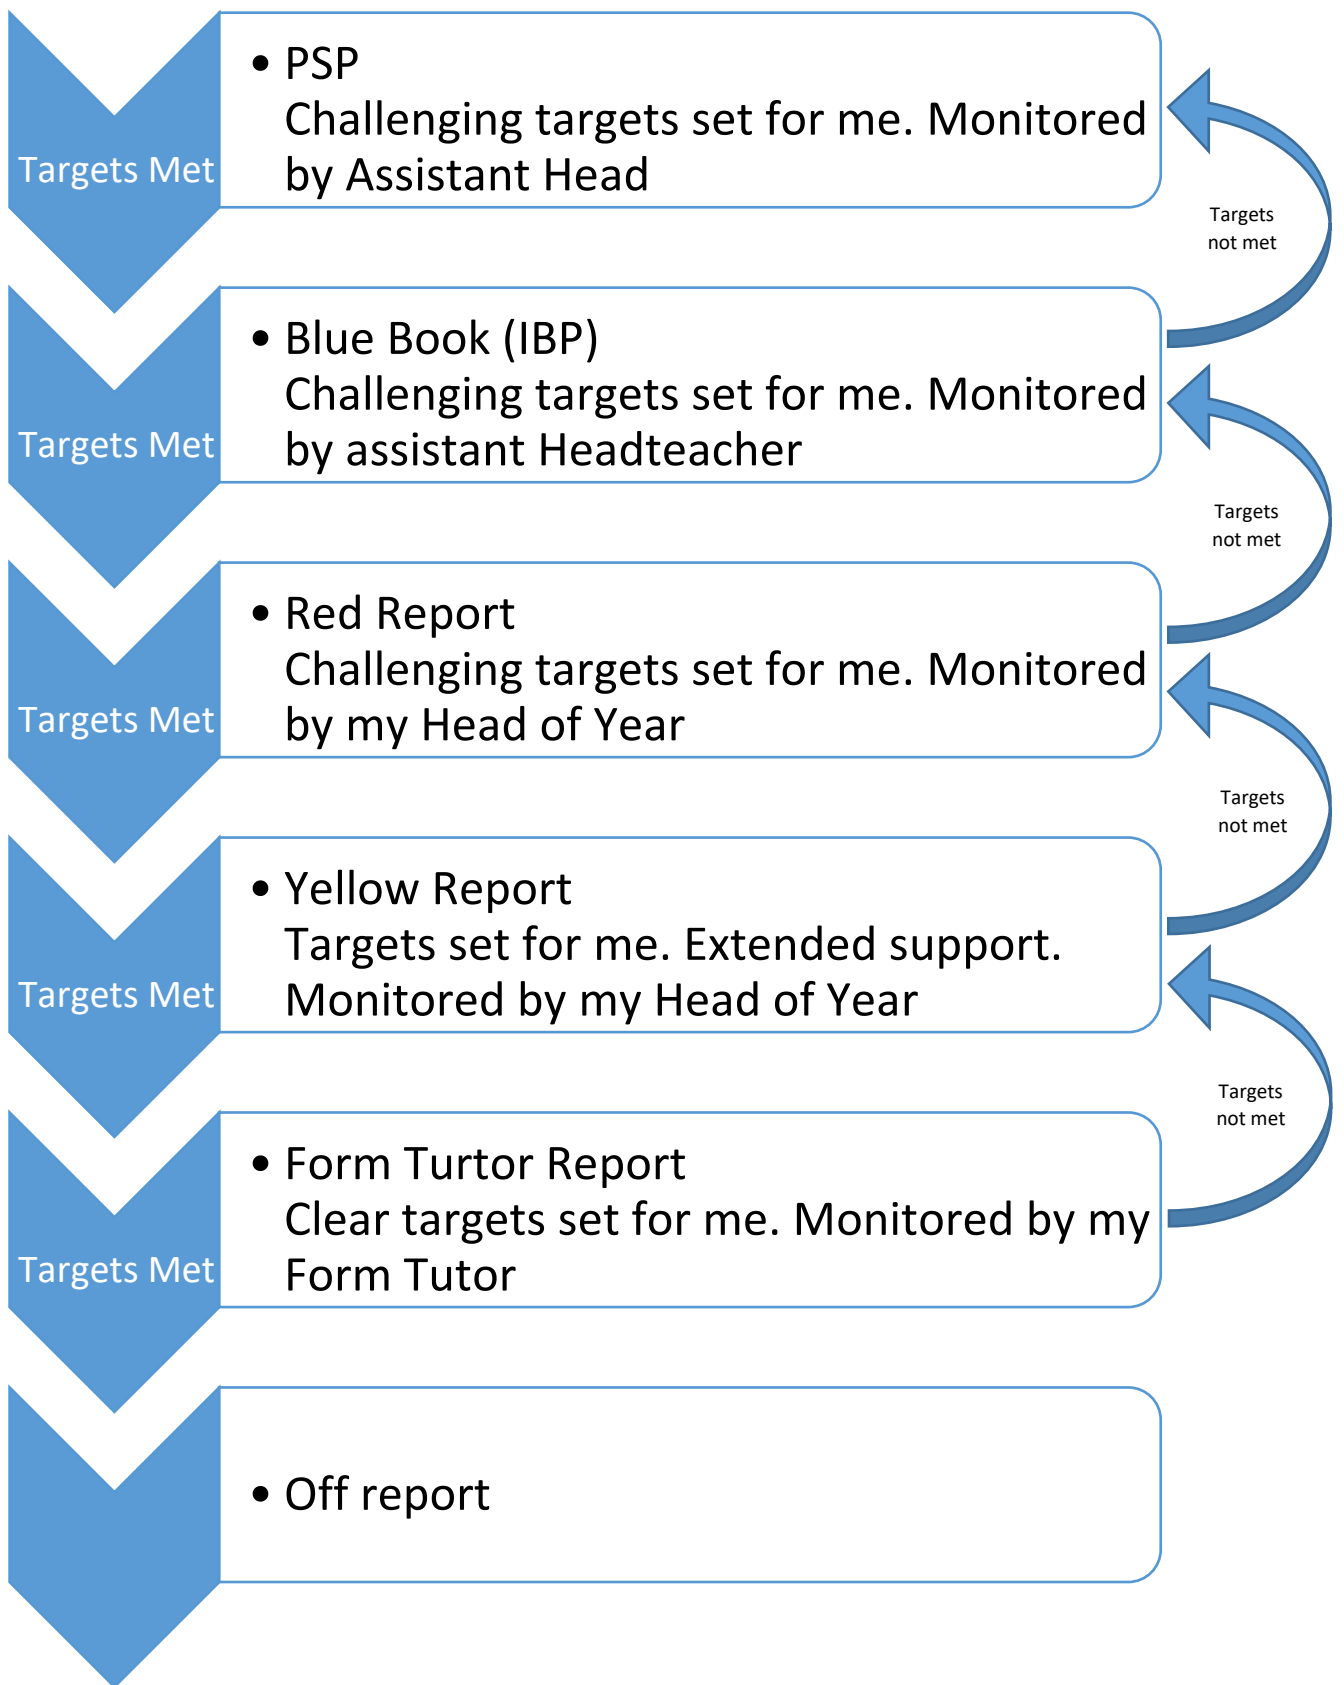 Targets Met
• PSP
Challenging targets set for me. Monitored
by Assistant Head
Targets
not met
Targets Met
• Blue Book (IBP)
Challenging targets set for me. Monitored
by assistant Headteacher
Targets
not met
Targets Met
• Red Report
Challenging targets set for me. Monitored
by my Head of Year
Targets
not met
Targets Met
• Yellow Report
Targets set for me. Extended support.
Monitored by my Head of Year
Targets
not met
Targets Met
• Form Turtor Report
Clear targets set for me. Monitored by my
Form Tutor
• Off report